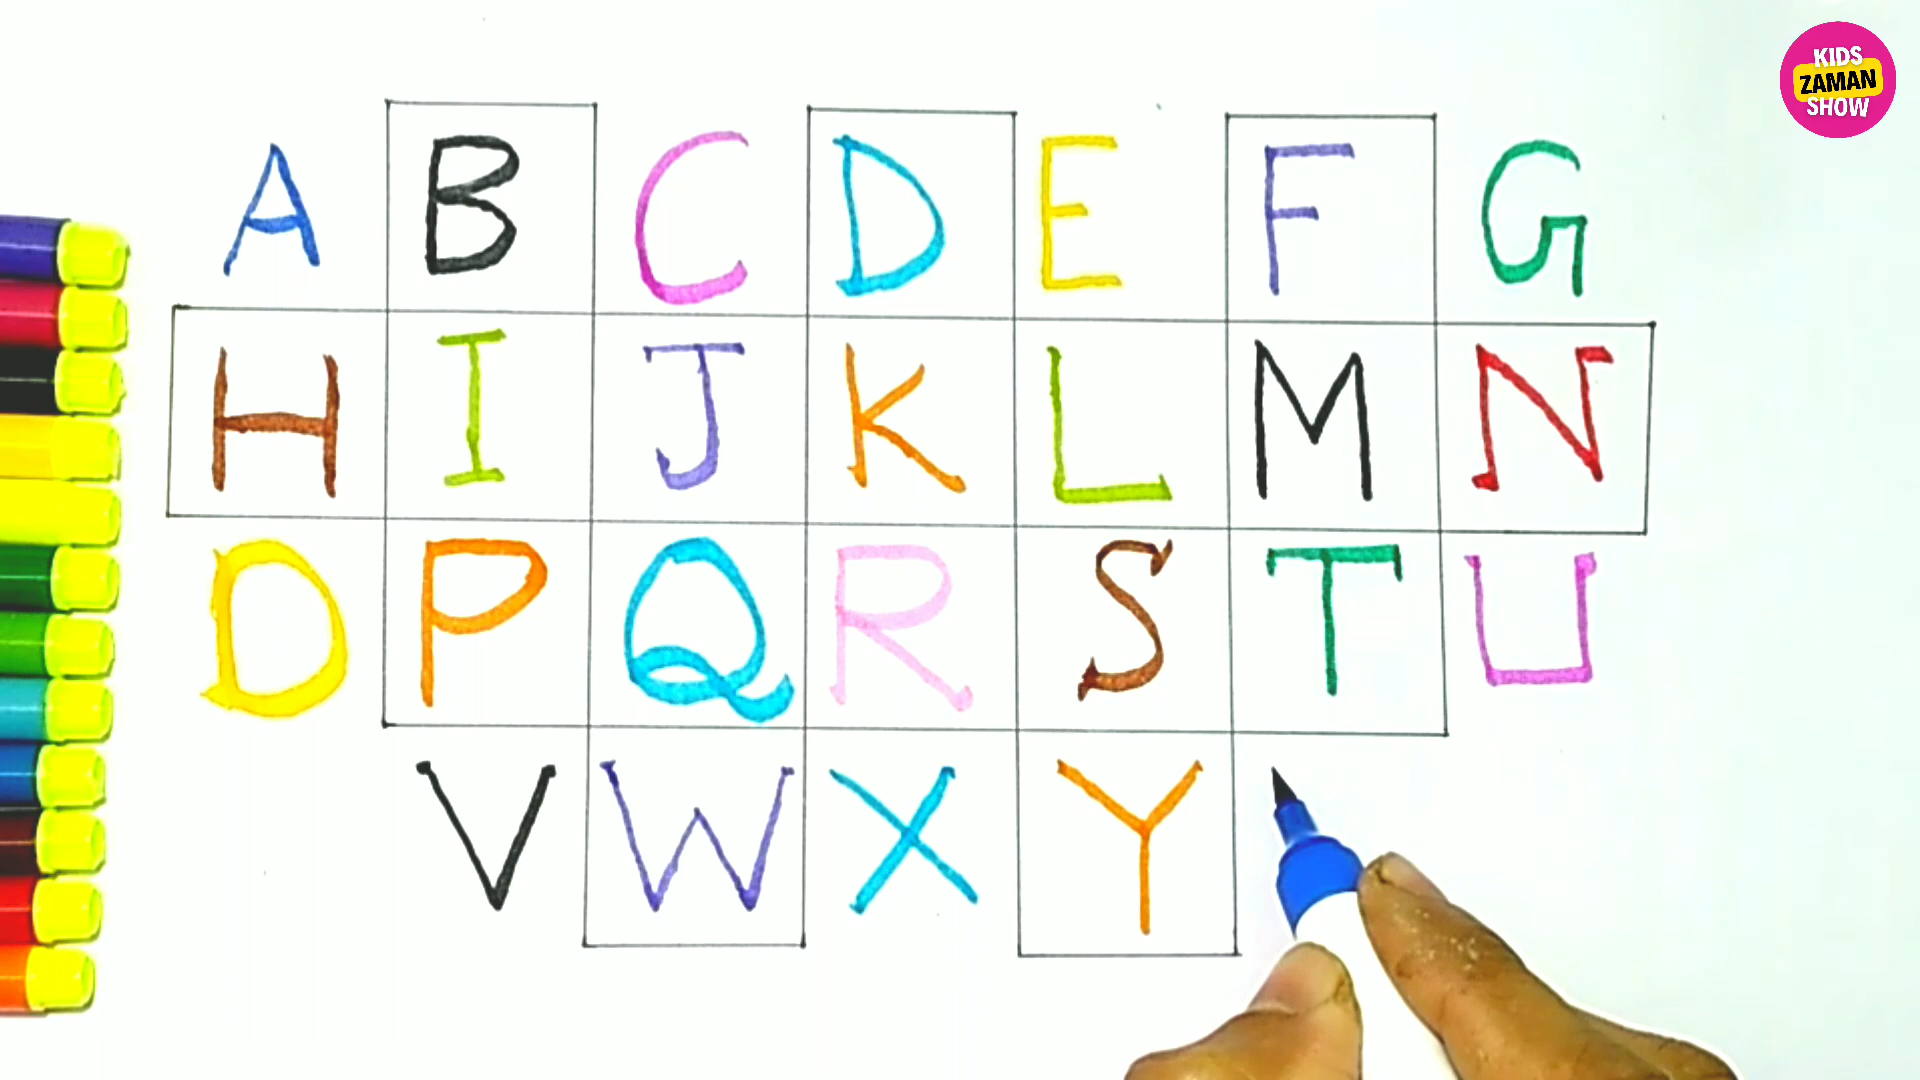 KIDS
ZAMAN
SHOW
A B C D E F G
H I J K L M N
D P Q R S T U
V W X Y